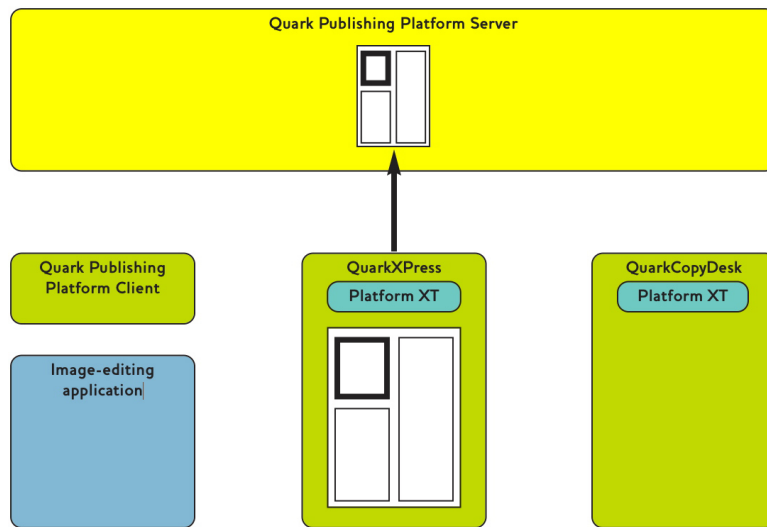 Quark Publishing Platform Server
Quark Publishing
Platform Client
QuarkXPress
Platform XT
QuarkCopyDesk
Platform XT
Image-editing
application